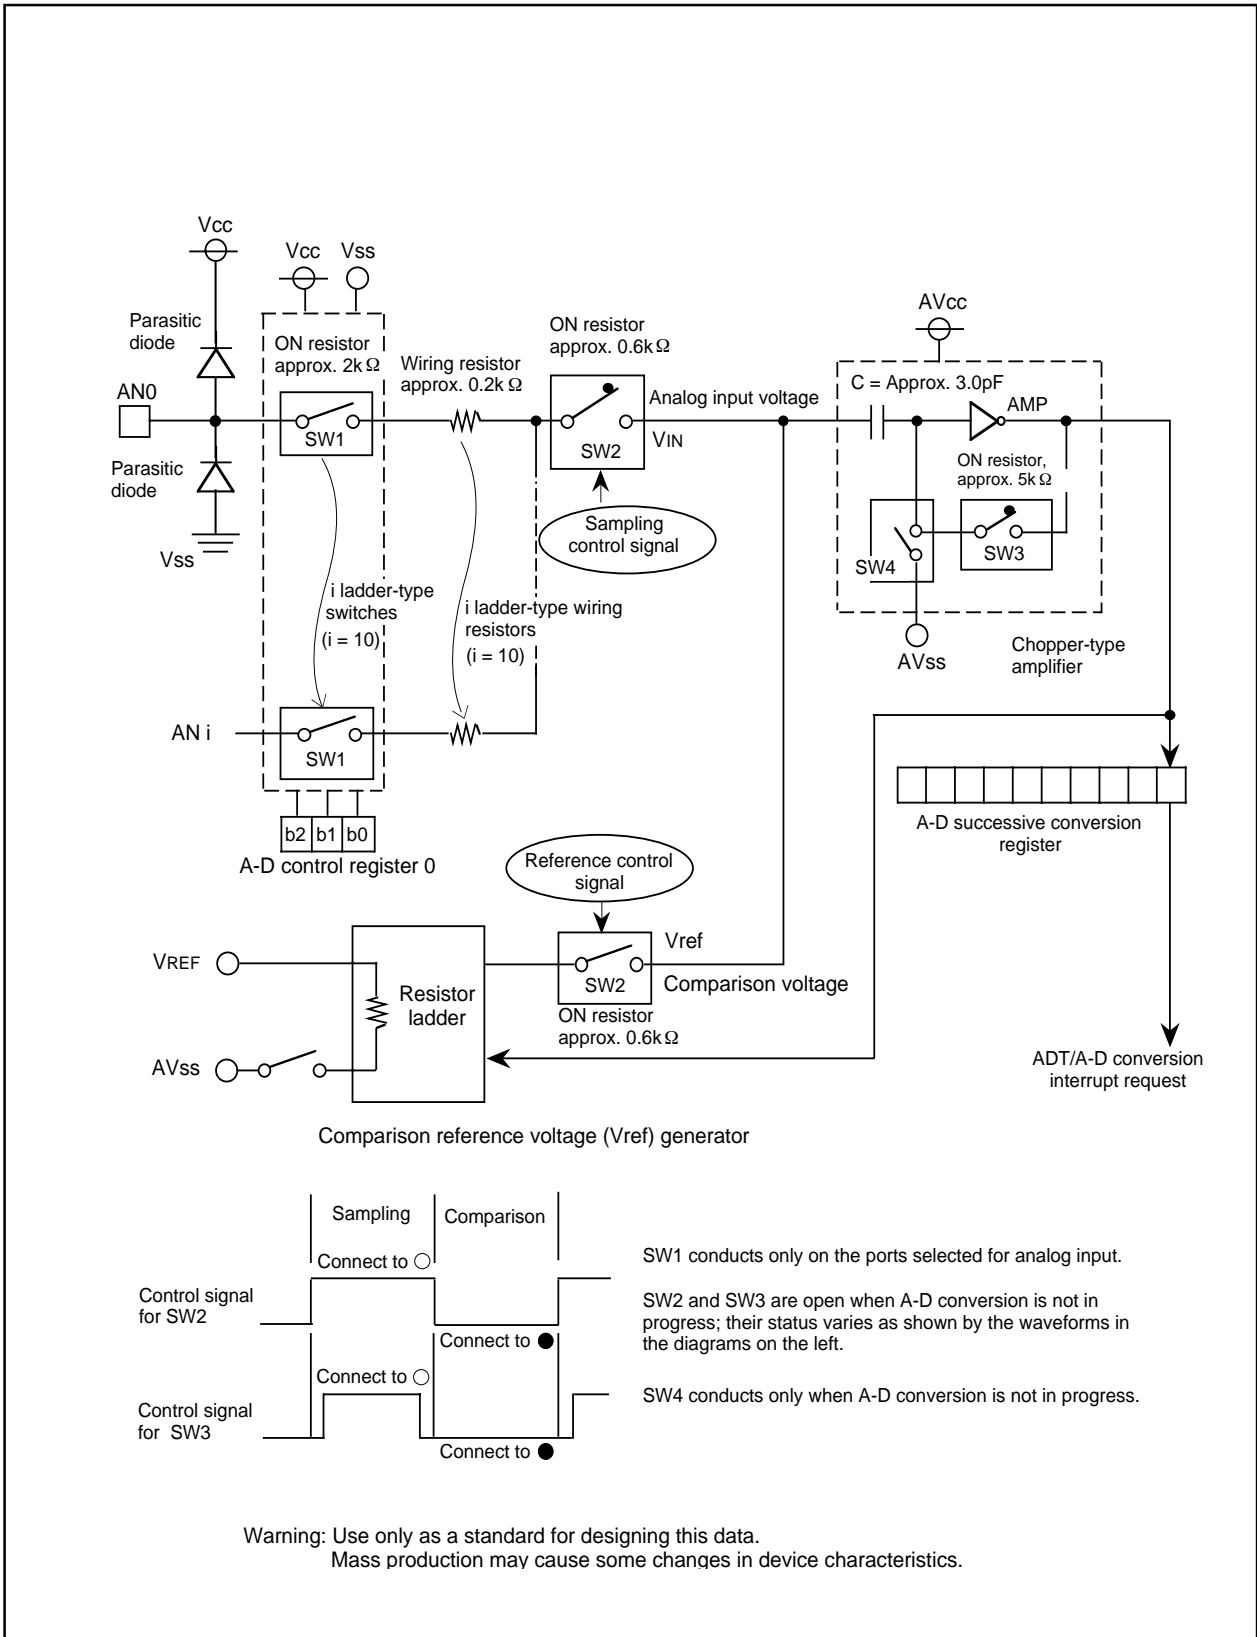 Vcc
Vcc
Vss
Parasitic
diode
AN0
Parasitic
diode
Vss
ON resistor
approx. 2k Ω
SW1
Wiring resistor
approx. 0.2k Ω
ON resistor
approx. 0.6k Ω
SW2
Analog input voltage
VIN
Sampling
control signal
AVcc
C = Approx. 3.0pF
AMP
ON resistor,
approx. 5k Ω
SW3
SW4
AVss
Chopper-type
amplifier
i ladder-type
switches
(i = 10)
i ladder-type wiring
resistors
(i = 10)
AN i
SW1
b2 b1 b0
A-D control register 0
A-D successive conversion
register
Reference control
signal
VREF
AVss
Resistor
ladder
SW2
Vref
Comparison voltage
ON resistor
approx. 0.6k Ω
ADT/A-D conversion
interrupt request
Comparison reference voltage (Vref) generator
Sampling
Comparison
Connect to ○
Control signal
for SW2
Connect to ●
Connect to ○
Control signal
for SW3
Connect to ●
SW1 conducts only on the ports selected for analog input.
SW2 and SW3 are open when A-D conversion is not in
progress; their status varies as shown by the waveforms in
the diagrams on the left.
SW4 conducts only when A-D conversion is not in progress.
Warning: Use only as a standard for designing this data.
Mass production may cause some changes in device characteristics.